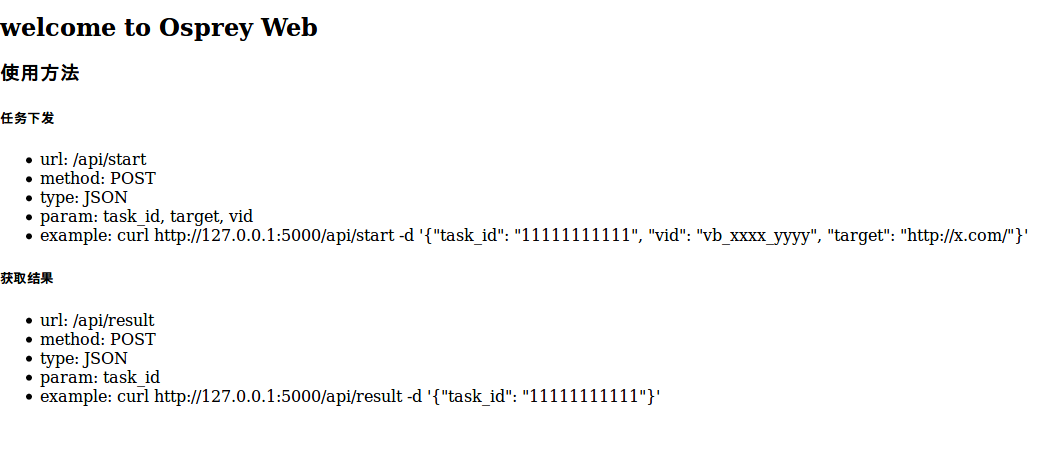 welcome to Osprey Web
使用方法
任务下发
url: /api/start
method: POST
type: JSON
param: task_id, target, vid
example: curl http://127.0.0.1:5000/api/start -d '{"task_id": "11111111111", "vid": "vb_xxxx_yyyy", "target": "http://x.com/"}'
获取结果
url: /api/result
method: POST
type: JSON
param: task_id
example: curl http://127.0.0.1:5000/api/result -d '{"task_id": "11111111111"}'